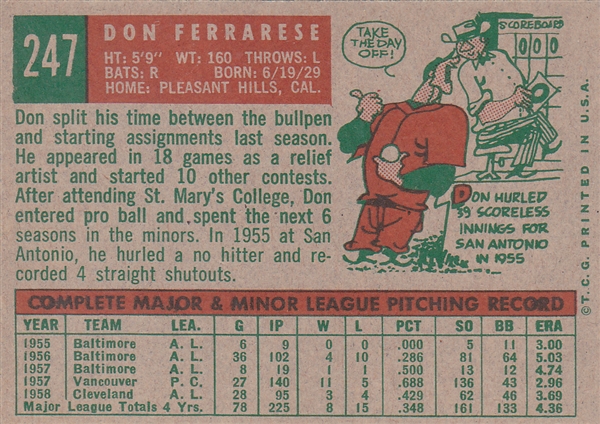 247
DON FERRARESE
HT: 5'9" WT: 160 THROWS: L
BATS: R BORN: 6/19/29
HOME: PLEASANT HILLS, CAL.
Don split his time between the bullpen
and starting assignments last season.
He appeared in 18 games as a relief
artist and started 10 other contests.
After attending St. Mary's College, Don
entered pro ball and spent the next 6
seasons in the minors. In 1955 at San
Antonio, he hurled a no hitter and re-
corded 4 straight shutouts.
TAKE
THE DAY
OFF!
SCOREBOARD
000
DON HURLED
39 SCORELESS
INNINGS FOR
SAN ANTONIO
IN 1955
© T.C.G. PRINTED IN U.S.A.
COMPLETE MAJOR & MINOR LEAGUE PITCHING RECORD
YEAR TEAM LEA. G IP W L PCT SO BB ERA
1955 Baltimore A. L. 6 9 0 0 .000 5 11 3.00
1956 Baltimore A. L. 36 102 4 10 .286 81 64 5.03
1957 Baltimore A. L. 8 19 1 1 .500 13 12 4.74
1957 Vancouver P. C. 27 140 11 5 .688 136 43 2.96
1958 Cleveland A. L. 28 95 3 4 .429 62 46 3.69
Major League Totals 4 Yrs. 78 225 8 15 .348 161 133 4.36